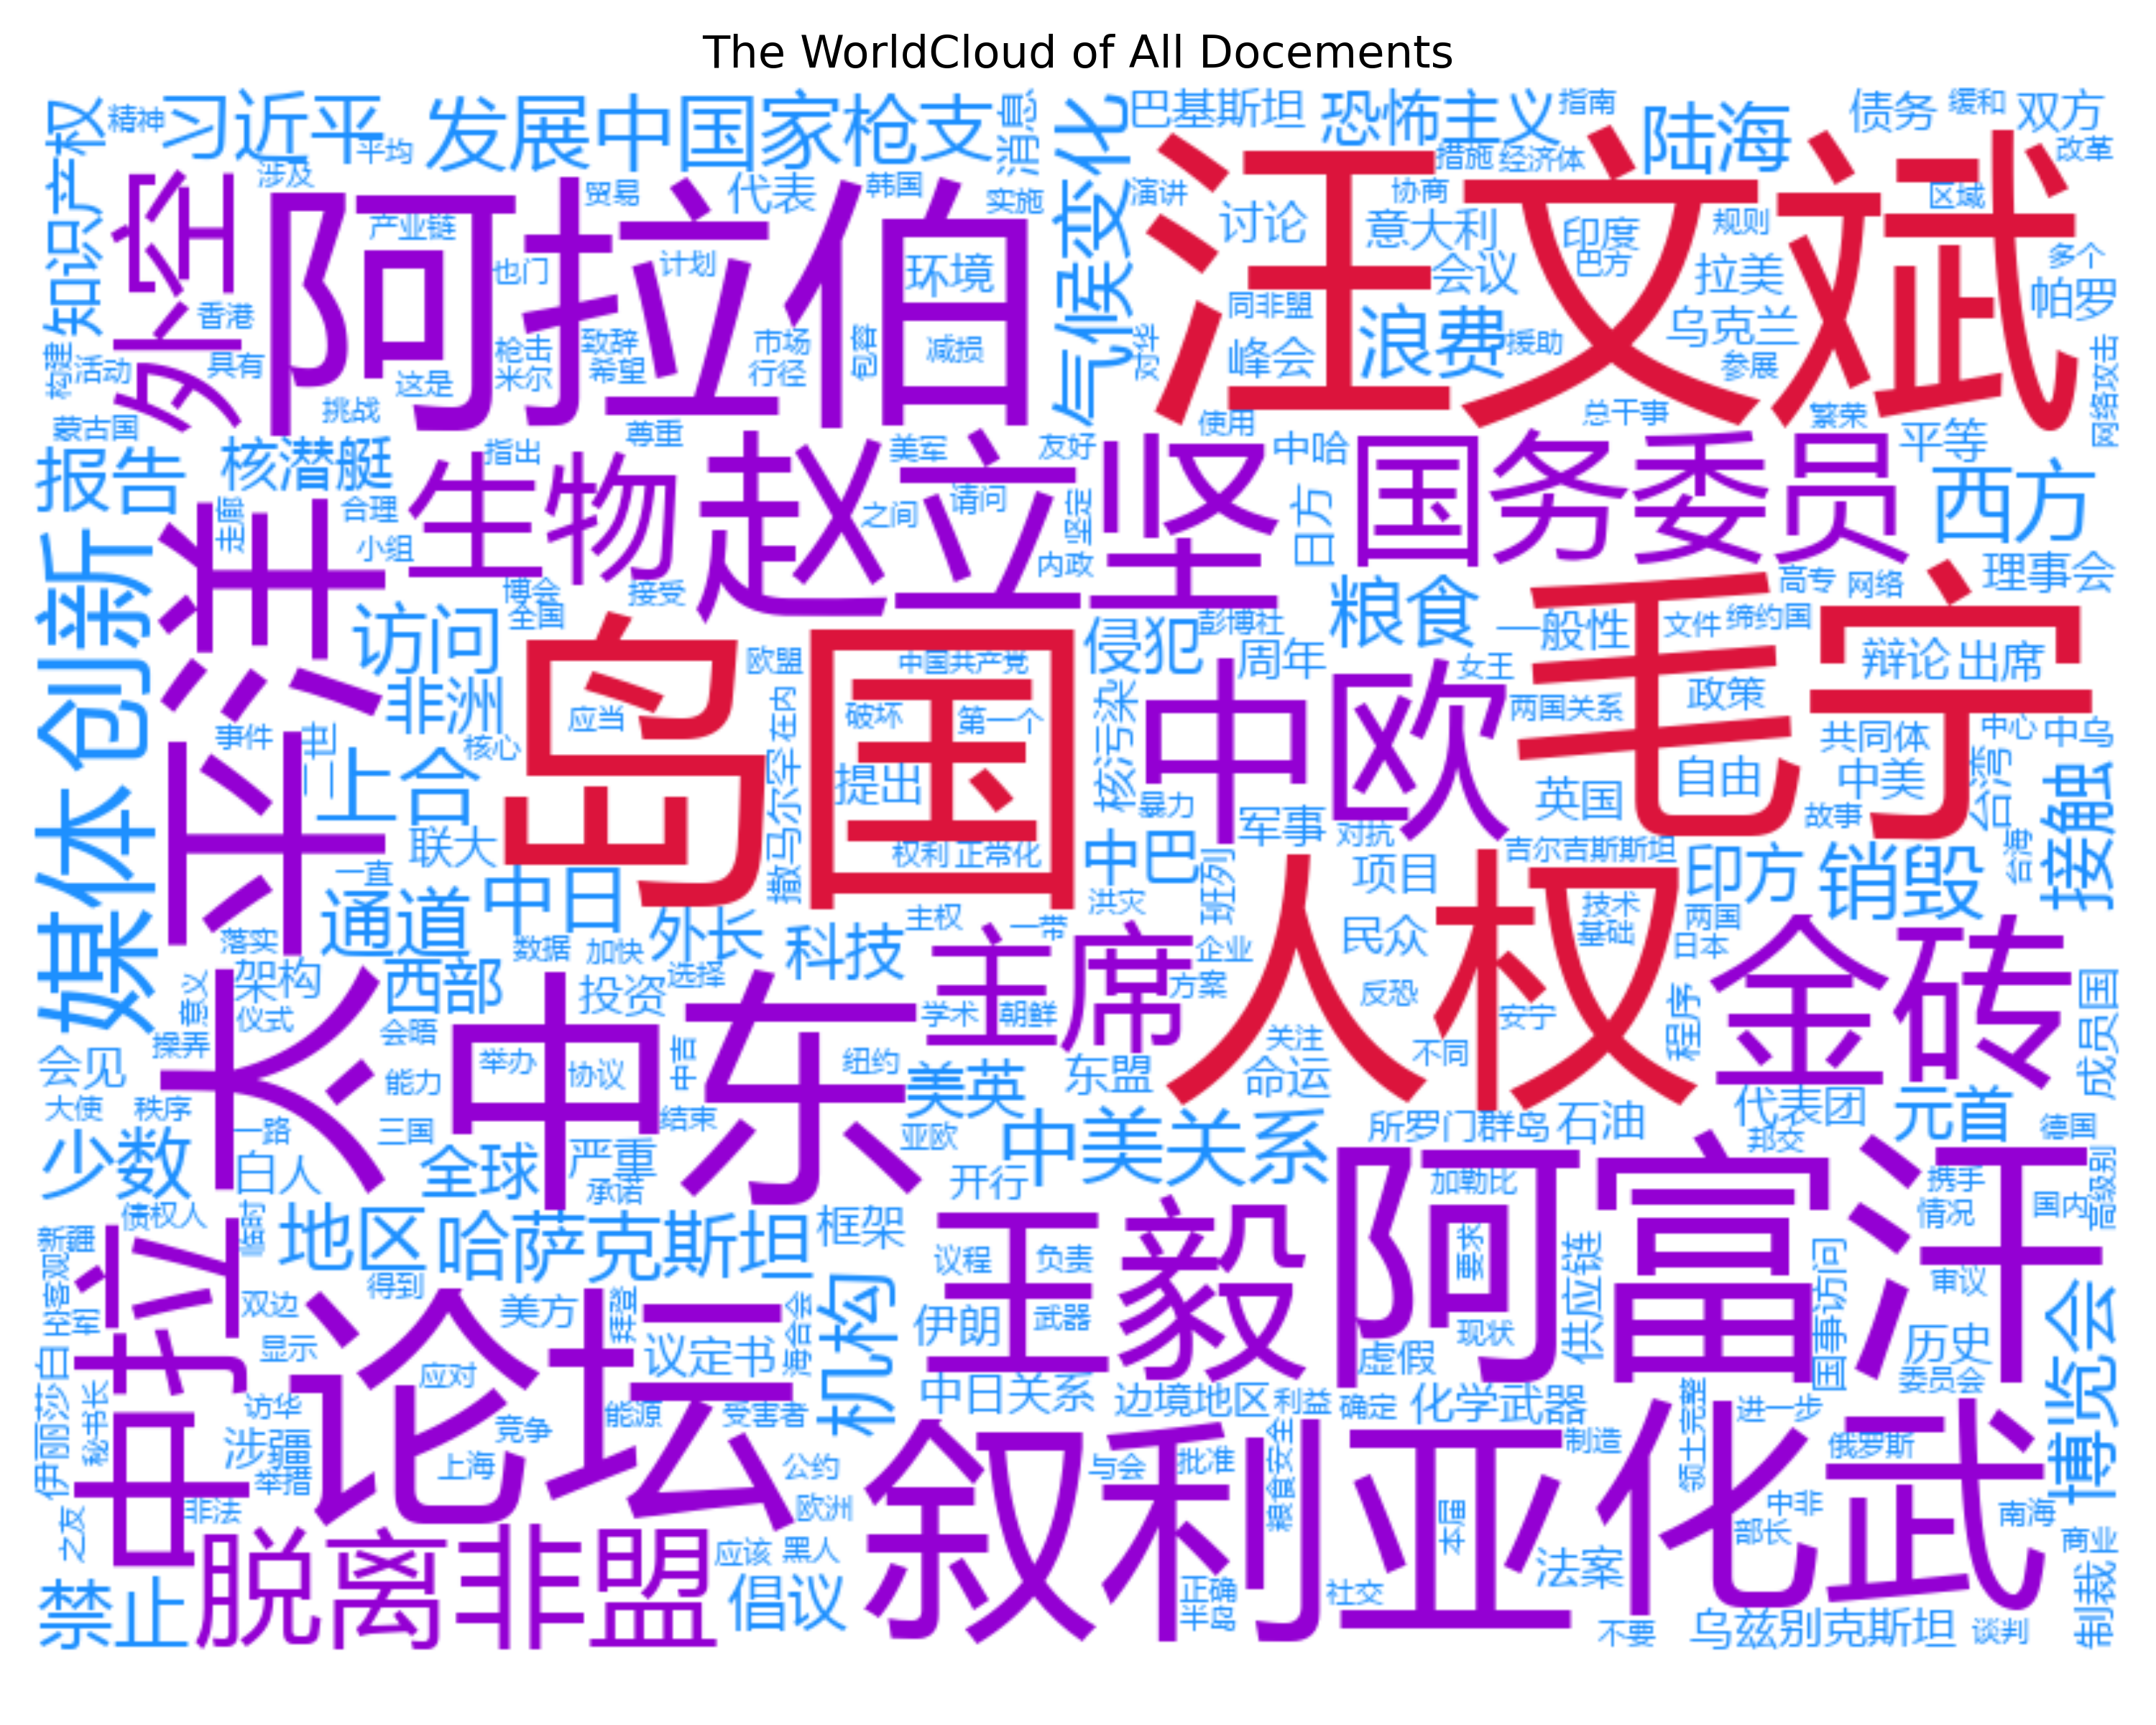 The WorldCloud of All Docements
知识产权
精神
习近平
平均
发展中国家
枪支
消息
气候变化
巴基斯坦
恐怖主义
指南
陆海
债务
缓和
双方
改革
涉及
外空
阿拉伯
产业链
贸易
代表
韩国
实施
演讲
汪文斌
措施
经济体
协商
讨论
意大利
印度
巴方
规则
区域
多个
也门
计划
环境
会议
拉美
帕罗
香港
同非盟
浪费
援助
乌克兰
构建
活动
具有
枪击
致辞
市场
包容
减损
对华
峰会
参展
网络攻击
米尔
希望
行径
这是
挑战
蒙古国
尊重
使用
总干事
繁荣
报告
核潜艇
指出
美军
友好
中哈
国务委员
平等
太平洋
走廊
合理
生物
赵立坚
之间
请问
坚定
日方
西方
小组
内政
理事会
创新
博会
全国
接受
彭博社
粮食
一般性
高专
网络
文件
缔约国
毛宁
访问
岛国
欧盟
中国共产党
侵犯
周年
女王
辩论
出席
非洲
应当
在内
破坏
第一个
核污染
中欧
两国关系
政策
共同体
中心
中乌
事件
核心
上合
撒马尔罕
提出
暴力
英国
自由
中美
台湾
接触
媒体
联大
军事
对抗
故事
中巴
权利
正常化
班列
吉尔吉斯斯坦
台海
一直
通道
中日
项目
印方
销毁
洪灾
人权
技术
基础
两国
落实
数据
加快
外长
科技
主权
一带
民众
日本
金砖
架构
西部
投资
选择
主席
企业
方案
意义
仪式
学术
朝鲜
反恐
安宁
程序
成员国
操弄
会晤
中东
举办
协议
中吉
纽约
关注
不同
会见
能力
美英
东盟
命运
大使
秩序
结束
代表团
元首
一路
三国
亚欧
中美关系
所罗门群岛
石油
邦交
德国
少数
白人
全球
严重
承诺
开行
阿富汗
加勒比
携手
高级别
情况
国内
债权人
临时
地区
哈萨克斯坦
框架
王毅
要求
新疆
得到
议程
负责
供应链
国事访问
审议
中拉
论坛
双边
美方
拜登
海合会
机构
伊朗
武器
现状
历史
博览会
显示
议定书
虚假
委员会
应对
伊丽莎白
秘书长
访华
竞争
能源
受害者
中日关系
边境地区
利益
确定
化学武器
领土完整
进一步
涉疆
举措
上海
公约
叙利亚
与会
批准
粮食安全
制造
化武
俄罗斯
非法
欧洲
本届
中非
部长
南海
之友
脱离非盟
应该
黑人
法案
商业
禁止
倡议
正确
半岛
社交
不要
乌兹别克斯坦
谈判
制裁